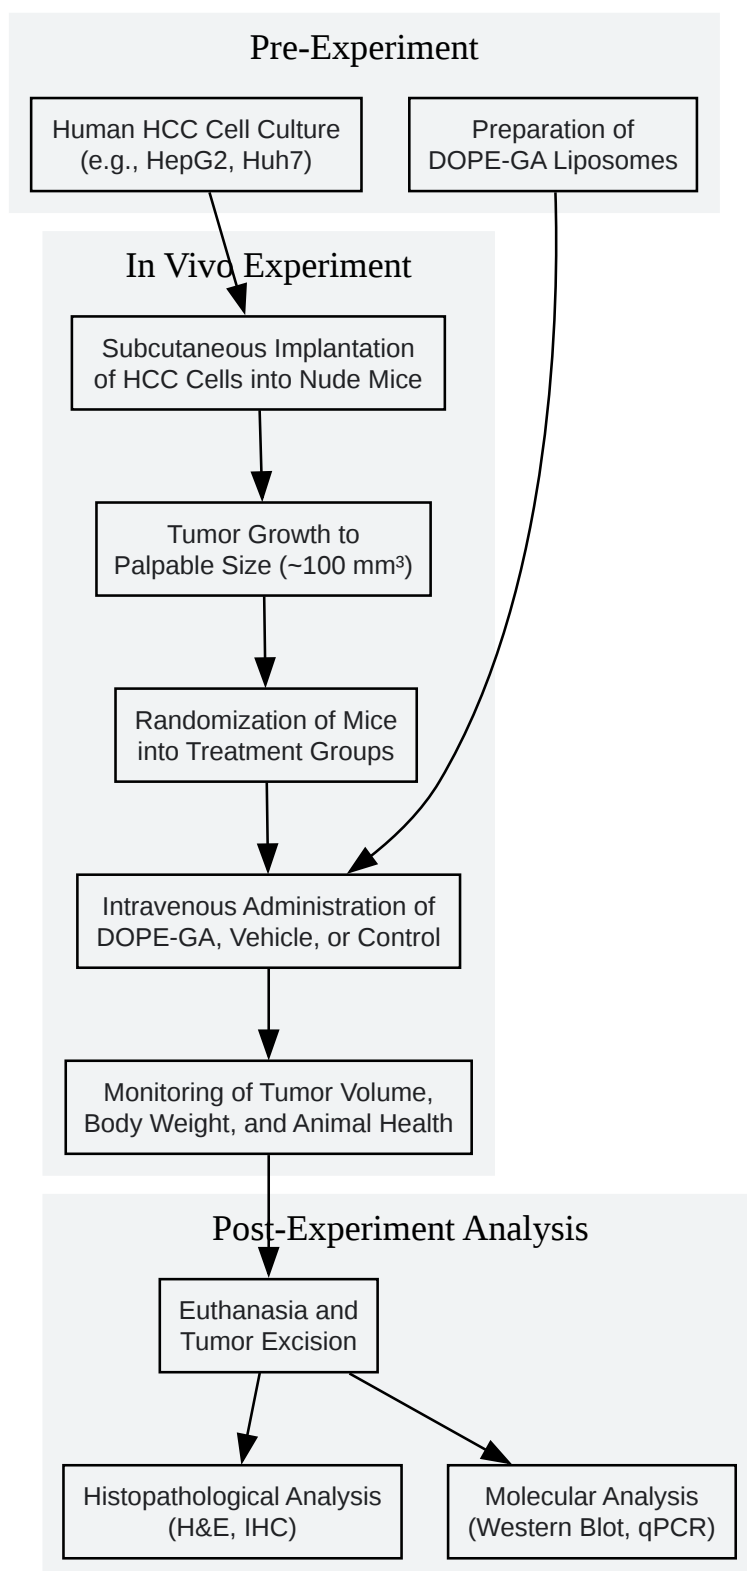 Pre-Experiment
Human HCC Cell Culture
(e.g., HepG2, Huh7)
Preparation of
DOPE-GA Liposomes
In Vivo Experiment
Subcutaneous Implantation
of HCC Cells into Nude Mice
Tumor Growth to
Palpable Size (~100 mm³)
Randomization of Mice
into Treatment Groups
Intravenous Administration of
DOPE-GA, Vehicle, or Control
Monitoring of Tumor Volume,
Body Weight, and Animal Health
Post-Experiment Analysis
Euthanasia and
Tumor Excision
Histopathological Analysis
(H&E, IHC)
Molecular Analysis
(Western Blot, qPCR)